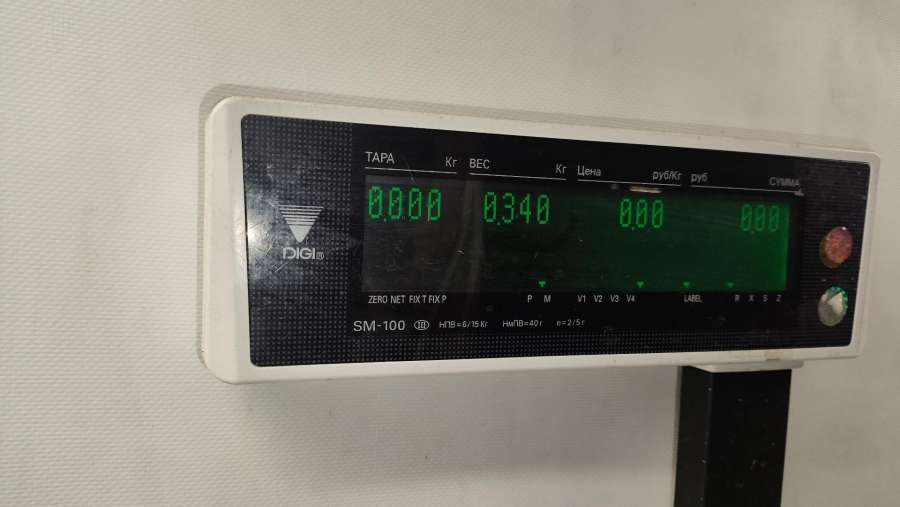 ТАРА Кг ВЕС Кг Цена руб/Кг руб СУММА
0.000 0.340 0.00 0.00
DIGI®
ZERO NET FIX T FIX P P M V1 V2 V3 V4 LABEL R X S Z
SM-100 III НПВ=6/15 Кг НмПВ=40 г e=2/5 г